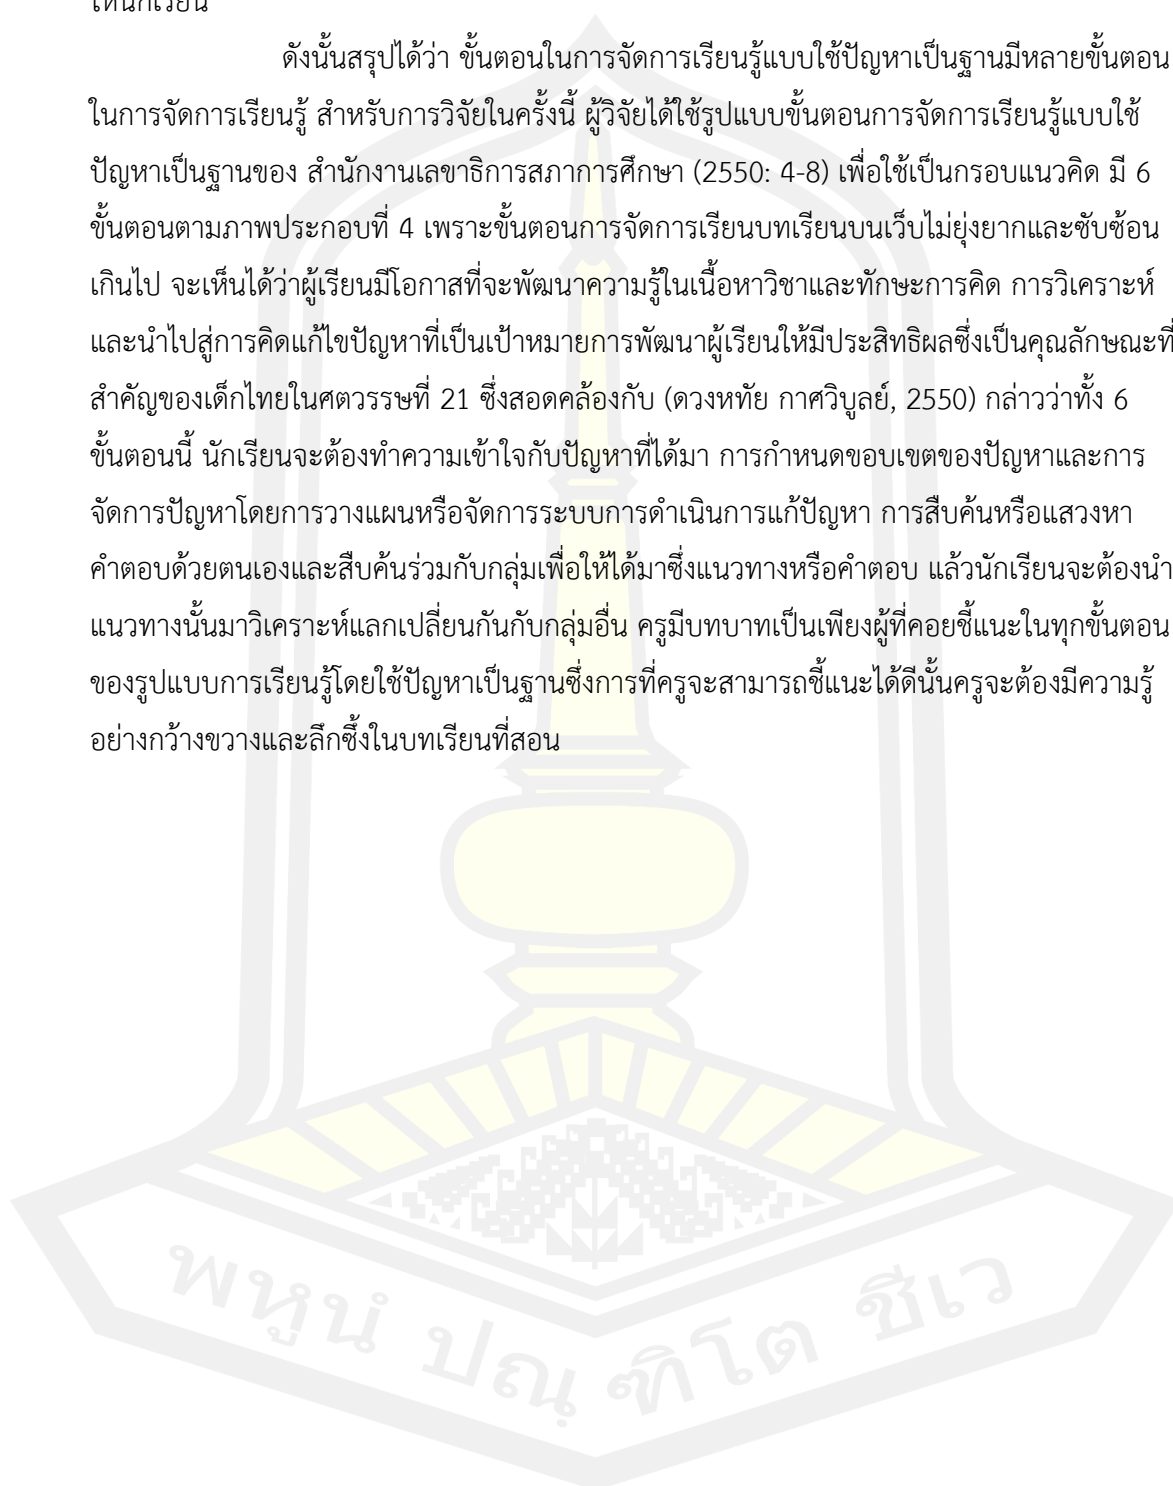 ให้นักเรียน
ดังนั้นสรุปได้ว่า ขั้นตอนในการจัดการเรียนรู้แบบใช้ปัญหาเป็นฐานมีหลายขั้นตอน
ในการจัดการเรียนรู้ สำหรับการวิจัยในครั้งนี้ ผู้วิจัยได้ใช้รูปแบบขั้นตอนการจัดการเรียนรู้แบบใช้
ปัญหาเป็นฐานของ สำนักงานเลขาธิการสภาการศึกษา (2550: 4-8) เพื่อใช้เป็นกรอบแนวคิด มี 6
ขั้นตอนตามภาพประกอบที่ 4 เพราะขั้นตอนการจัดการเรียนบทเรียนบนเว็บไม่ยุ่งยากและซับซ้อน
เกินไป จะเห็นได้ว่าผู้เรียนมีโอกาสที่จะพัฒนาความรู้ในเนื้อหาวิชาและทักษะการคิด การวิเคราะห์
และนำไปสู่การคิดแก้ไขปัญหาที่เป็นเป้าหมายการพัฒนาผู้เรียนให้มีประสิทธิผลซึ่งเป็นคุณลักษณะที่
สำคัญของเด็กไทยในศตวรรษที่ 21 ซึ่งสอดคล้องกับ (ดวงหทัย กาศวิบูลย์, 2550) กล่าวว่าทั้ง 6
ขั้นตอนนี้ นักเรียนจะต้องทำความเข้าใจกับปัญหาที่ได้มา การกำหนดขอบเขตของปัญหาและการ
จัดการปัญหาโดยการวางแผนหรือจัดการระบบการดำเนินการแก้ปัญหา การสืบค้นหรือแสวงหา
คำตอบด้วยตนเองและสืบค้นร่วมกับกลุ่มเพื่อให้ได้มาซึ่งแนวทางหรือคำตอบ แล้วนักเรียนจะต้องนำ
แนวทางนั้นมาวิเคราะห์แลกเปลี่ยนกันกับกลุ่มอื่น ครูมีบทบาทเป็นเพียงผู้ที่คอยชี้แนะในทุกขั้นตอน
ของรูปแบบการเรียนรู้โดยใช้ปัญหาเป็นฐานซึ่งการที่ครูจะสามารถชี้แนะได้ดีนั้นครูจะต้องมีความรู้
อย่างกว้างขวางและลึกซึ้งในบทเรียนที่สอน
พหูนํ ปณฺฑิโต ชีเว